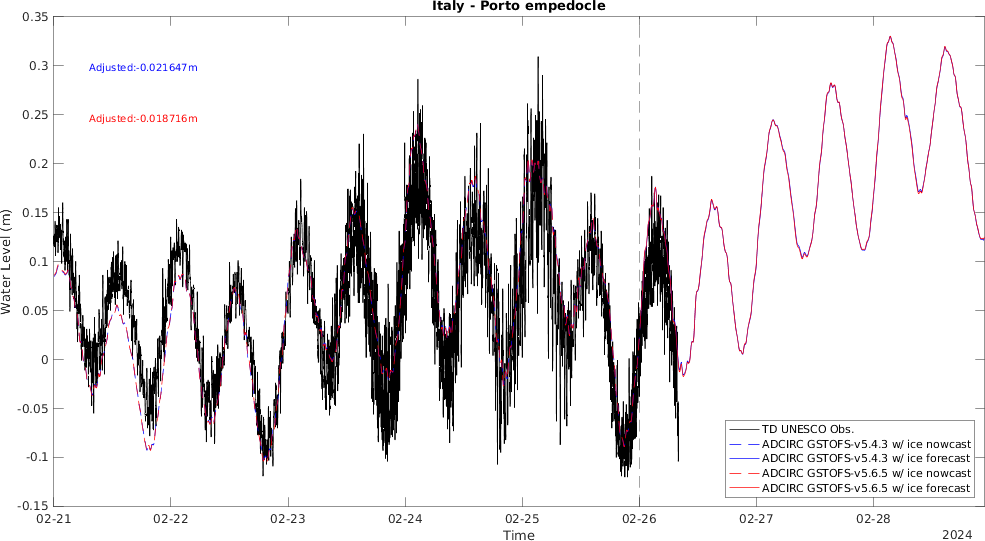 Italy - Porto empedocle
0.35
0.3
0.25
0.2
0.15
0.1
0.05
0
-0.05
-0.1
-0.15
Water Level (m)
Adjusted:-0.021647m
Adjusted:-0.018716m
TD UNESCO Obs.
ADCIRC GSTOFS-v5.4.3 w/ ice nowcast
ADCIRC GSTOFS-v5.4.3 w/ ice forecast
ADCIRC GSTOFS-v5.6.5 w/ ice nowcast
ADCIRC GSTOFS-v5.6.5 w/ ice forecast
02-21 02-22 02-23 02-24 02-25 02-26 02-27 02-28
Time
2024